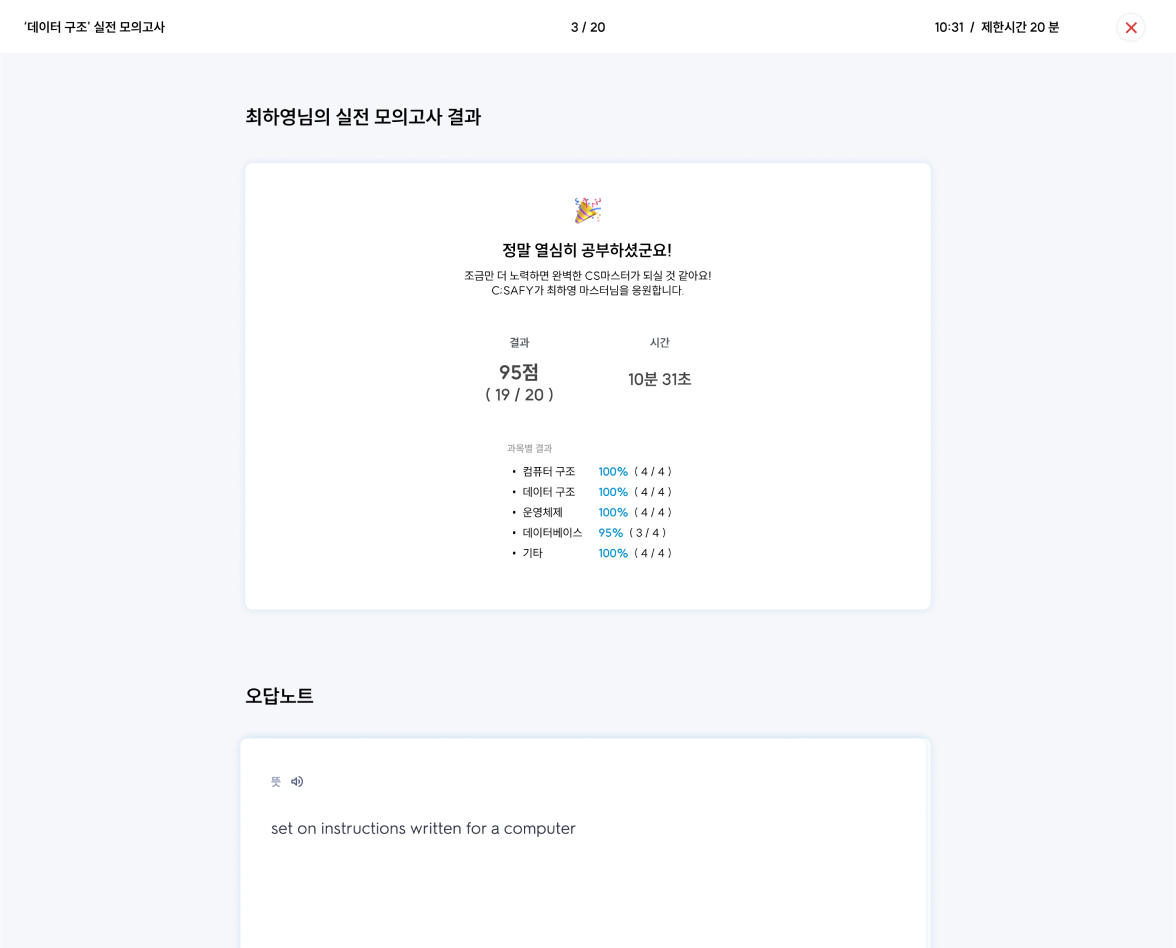 '데이터 구조' 실전 모의고사
3 / 20
10:31 / 제한시간 20 분
최하영님의 실전 모의고사 결과
정말 열심히 공부하셨군요!
조금만 더 노력하면 완벽한 CS마스터가 되실 것 같아요!
C;SAFY가 최하영 마스터님을 응원합니다.
결과 시간
95점 10분 31초
( 19 / 20 )
과목별 결과
• 컴퓨터 구조 100% ( 4 / 4 )
• 데이터 구조 100% ( 4 / 4 )
• 운영체제 100% ( 4 / 4 )
• 데이터베이스 95% ( 3 / 4 )
• 기타 100% ( 4 / 4 )
오답노트
뜻
set on instructions written for a computer